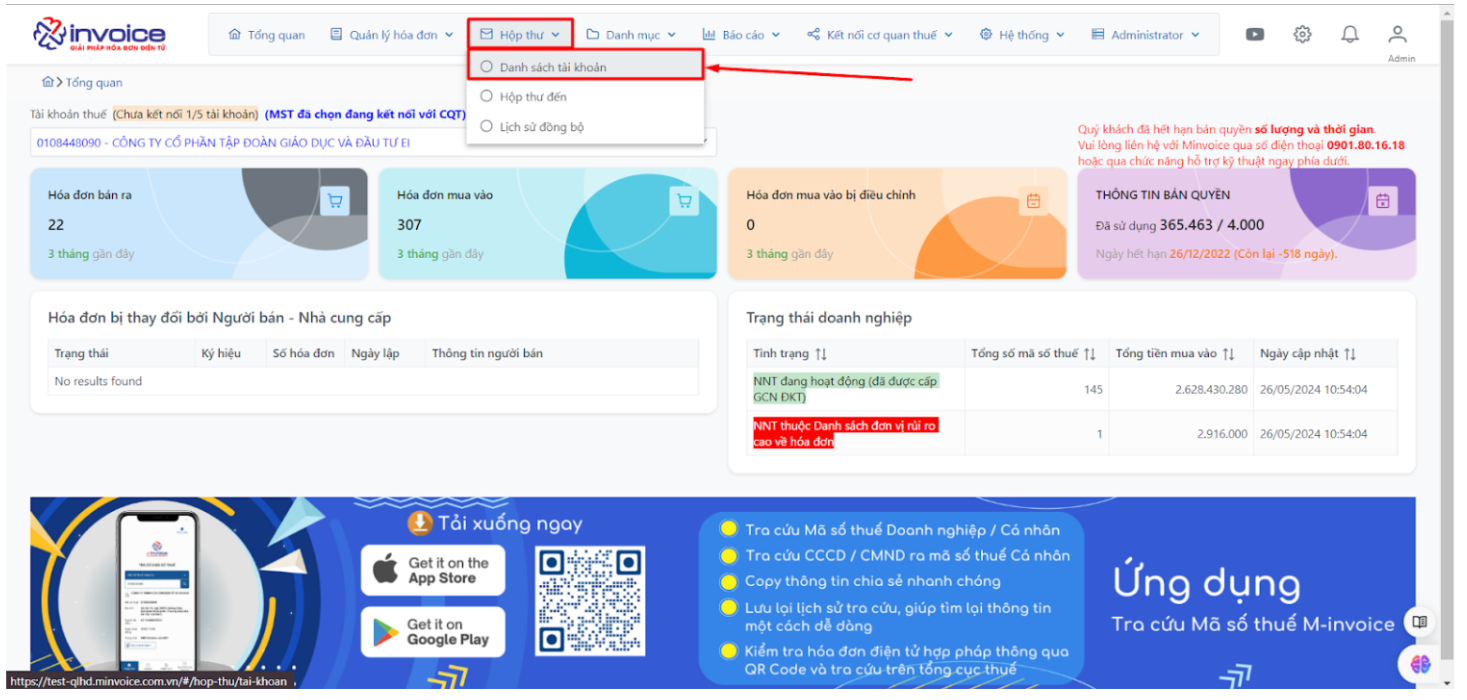 invoice
GIẢI PHÁP HÓA ĐƠN ĐIỆN TỬ
Tổng quan
Quản lý hóa đơn
Hộp thư
Danh mục
Báo cáo
Kết nối cơ quan thuế
Hệ thống
Administrator
Admin
Danh sách tài khoản
Hộp thư đến
Lịch sử đồng bộ
Tổng quan
Tài khoản thuế (Chưa kết nối 1/5 tài khoản) (MST đã chọn đang kết nối với CQT)
0108448090 - CÔNG TY CỔ PHẦN TẬP ĐOÀN GIÁO DỤC VÀ ĐẦU TƯ EI
Quý khách đã hết hạn bản quyền số lượng và thời gian.
Vui lòng liên hệ với Minvoice qua số điện thoại 0901.80.16.18
hoặc qua chức năng hỗ trợ kỹ thuật ngay phía dưới.
Hóa đơn bán ra
22
3 tháng gần đây
Hóa đơn mua vào
307
3 tháng gần đây
Hóa đơn mua vào bị điều chỉnh
0
3 tháng gần đây
THÔNG TIN BẢN QUYỀN
Đã sử dụng 365.463 / 4.000
Ngày hết hạn 26/12/2022 (Còn lại -518 ngày).
Hóa đơn bị thay đổi bởi Người bán - Nhà cung cấp
Trạng thái Ký hiệu Số hóa đơn Ngày lập Thông tin người bán
No results found
Trạng thái doanh nghiệp
Tình trạng Tổng số mã số thuế Tổng tiền mua vào Ngày cập nhật
NNT đang hoạt động (đã được cấp
GCN ĐKT)
145 2.628.430.280 26/05/2024 10:54:04
NNT thuộc Danh sách đơn vị rủi ro
cao về hóa đơn
1 2.916.000 26/05/2024 10:54:04
Tải xuống ngay
Get it on the
App Store
Get it on
Google Play
Tra cứu Mã số thuế Doanh nghiệp / Cá nhân
Tra cứu CCCD / CMND ra mã số thuế Cá nhân
Copy thông tin chia sẻ nhanh chóng
Lưu lại lịch sử tra cứu, giúp tìm lại thông tin
một cách dễ dàng
Kiểm tra hóa đơn điện tử hợp pháp thông qua
QR Code và tra cứu trên tổng cục thuế
Ứng dụng
Tra cứu Mã số thuế M-invoice
https://test-qlhd.minvoice.com.vn/#/hop-thu/tai-khoan